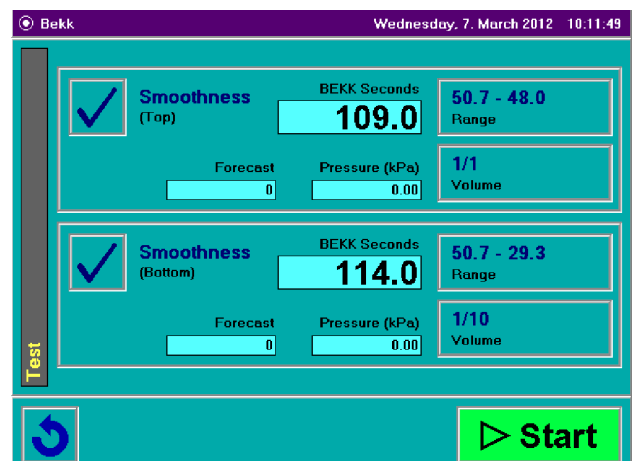 Bekk
Wednesday, 7. March 2012 10:11:49
Test
Smoothness
(Top)
BEKK Seconds
109.0
50.7 - 48.0
Range
Forecast
0
Pressure (kPa)
0.00
1/1
Volume
Smoothness
(Bottom)
BEKK Seconds
114.0
50.7 - 29.3
Range
Forecast
0
Pressure (kPa)
0.00
1/10
Volume
Start